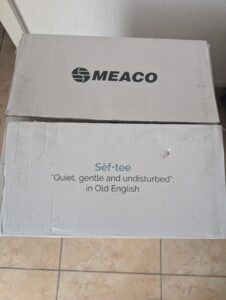 MEACO
Séf•tee
"Quiet, gentle and undisturbed":
in Old English